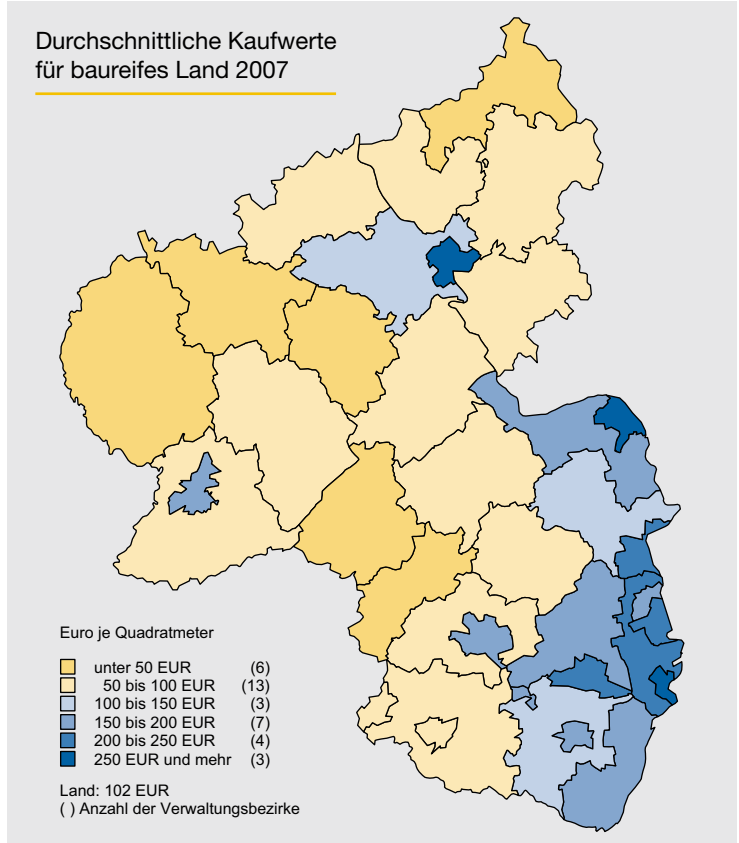 Durchschnittliche Kaufwerte
für baureifes Land 2007
Euro je Quadratmeter
unter 50 EUR (6)
50 bis 100 EUR (13)
100 bis 150 EUR (3)
150 bis 200 EUR (7)
200 bis 250 EUR (4)
250 EUR und mehr (3)
Land: 102 EUR
( ) Anzahl der Verwaltungsbezirke